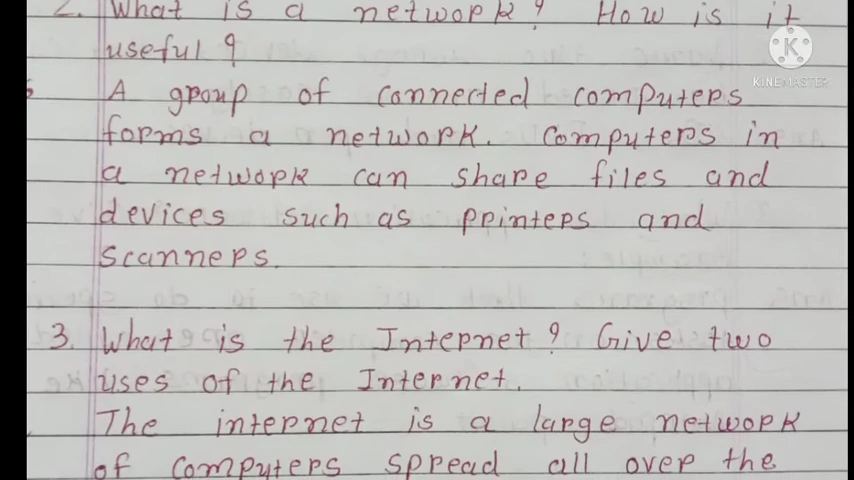 2. What is a network? How is it
useful?
A group of connected computers
forms a network. Computers in
a network can share files and
devices such as printers and
scanners.
3. What is the Internet? Give two
uses of the Internet.
The internet is a large network
of computers spread all over the
KINEMASTER